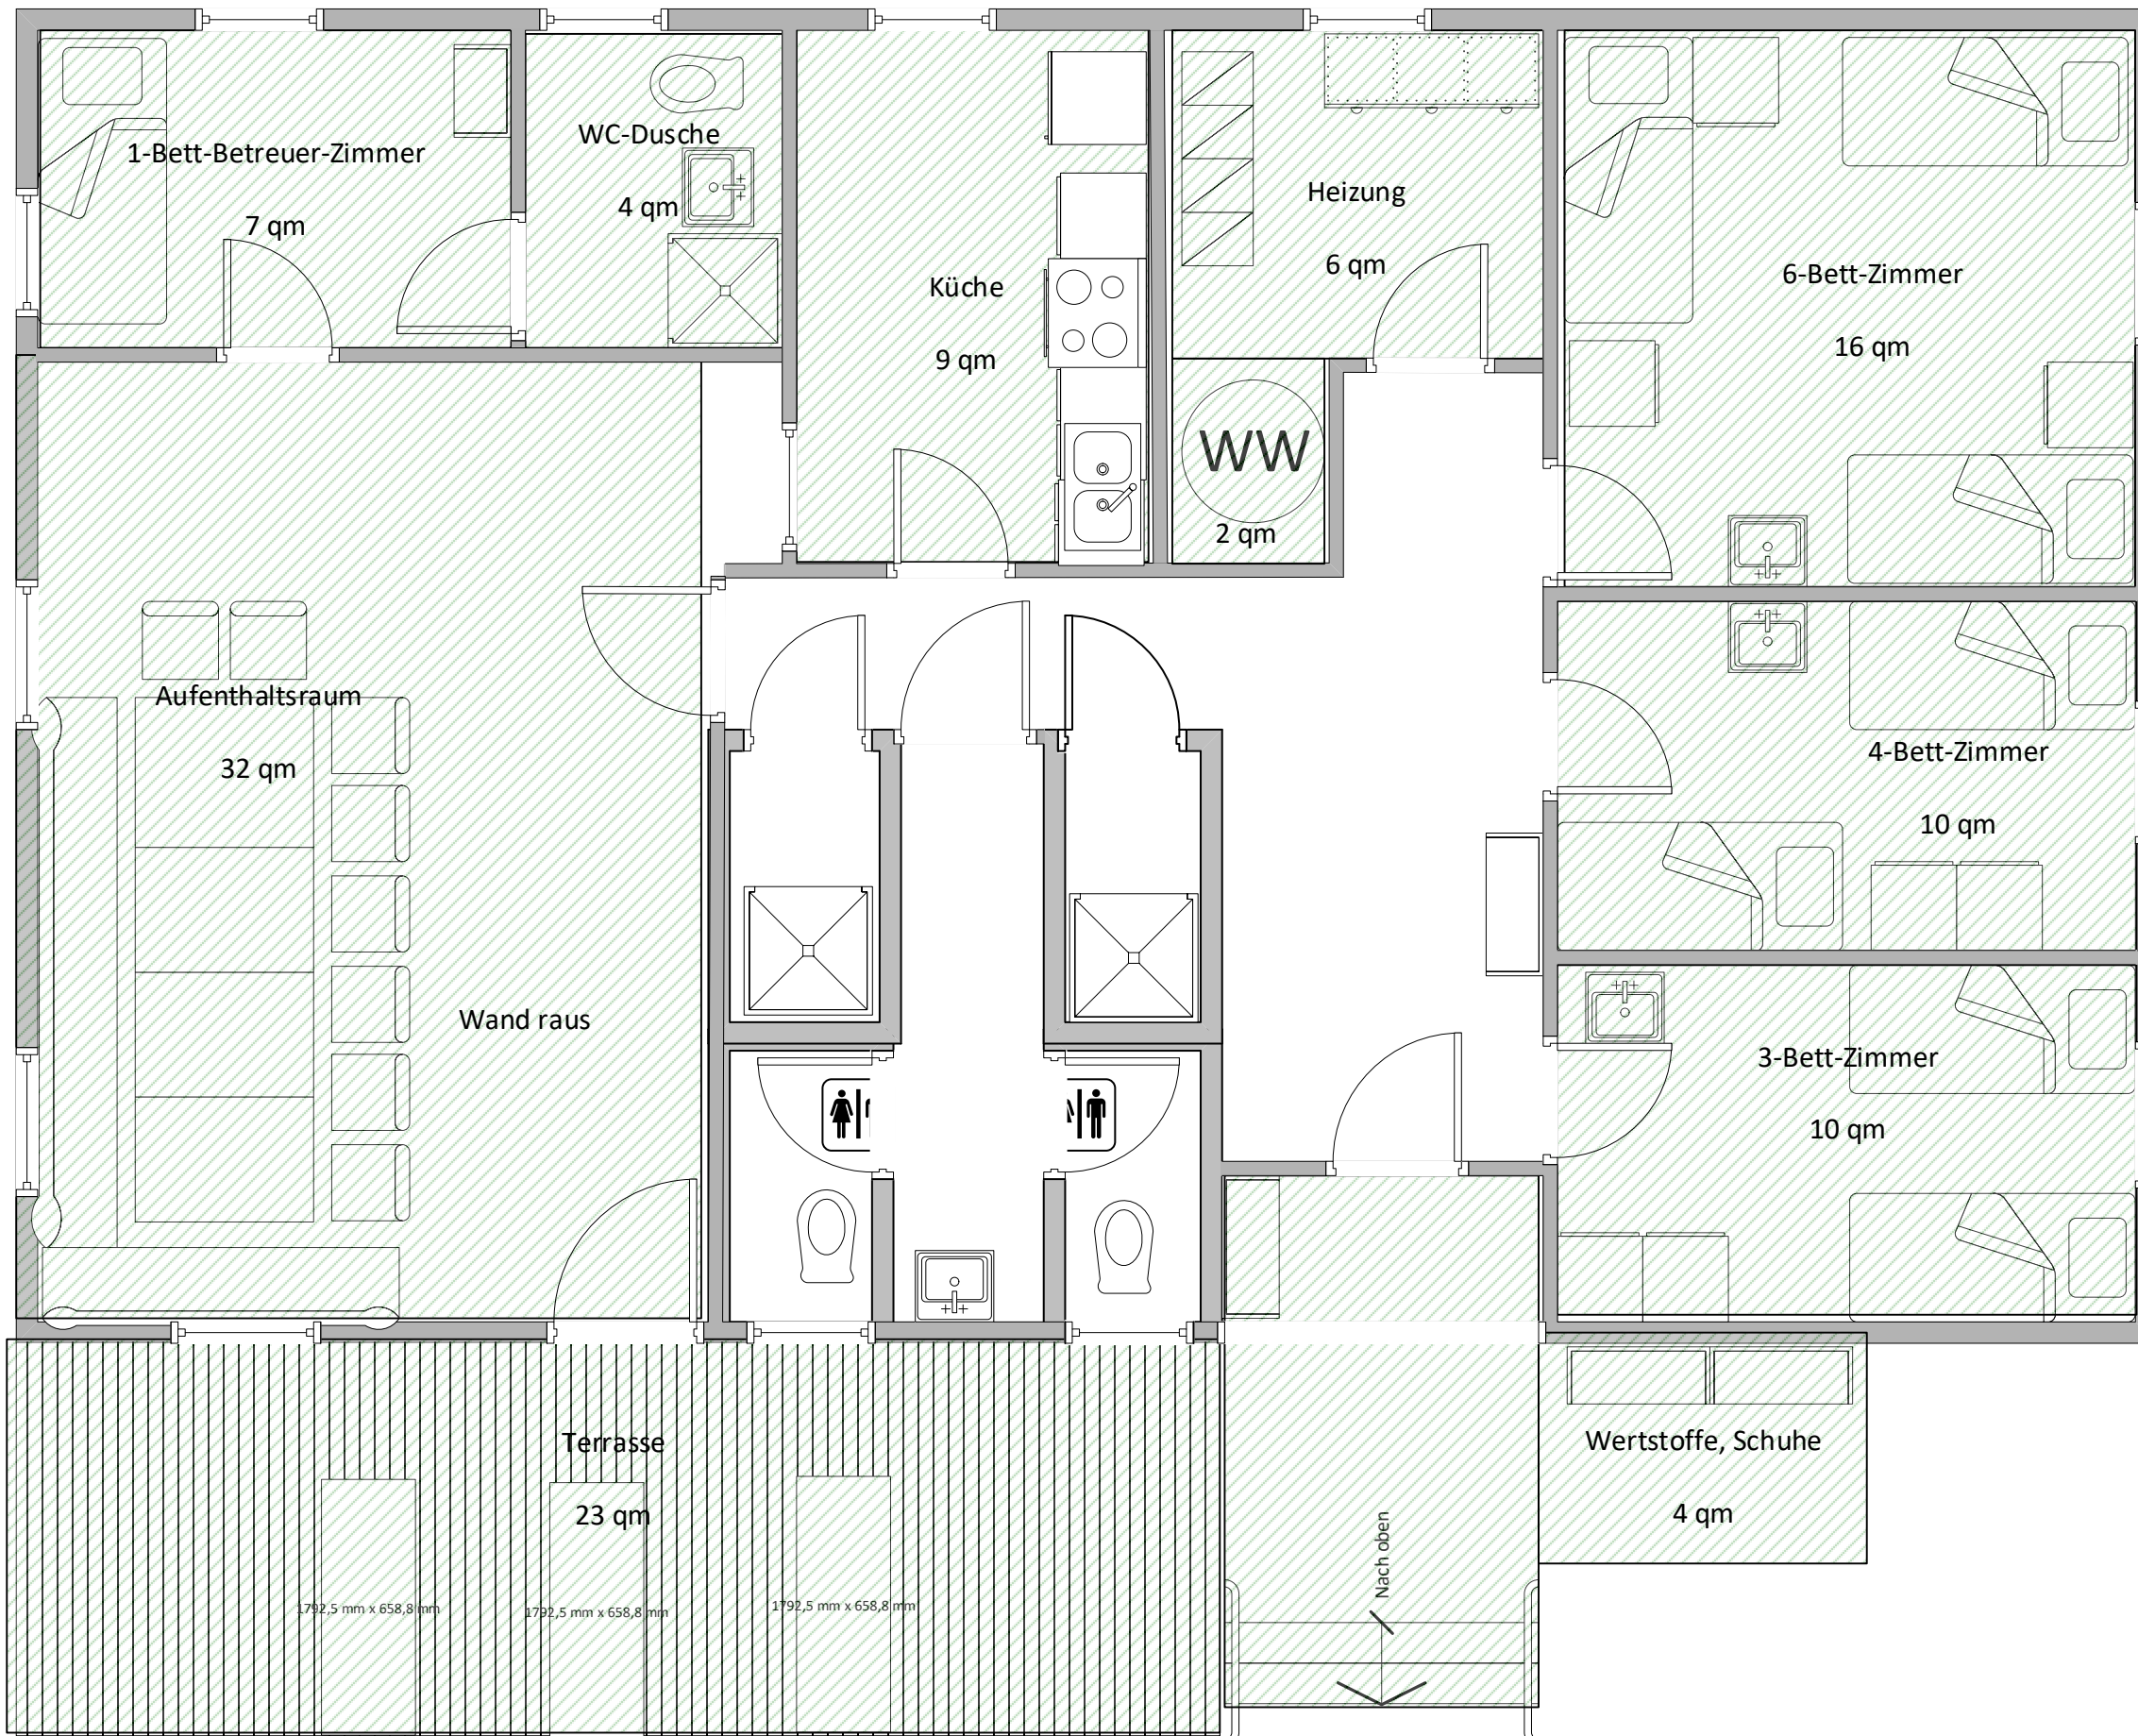 1-Bett-Betreuer-Zimmer
7 qm
WC-Dusche
4 qm
Küche
9 qm
Heizung
6 qm
WW
2 qm
6-Bett-Zimmer
16 qm
Aufenthaltsraum
32 qm
Wand raus
4-Bett-Zimmer
10 qm
3-Bett-Zimmer
10 qm
Terrasse
23 qm
1792,5 mm x 658,8 mm
1792,5 mm x 658,8 mm
1792,5 mm x 658,8 mm
Nach oben
Wertstoffe, Schuhe
4 qm